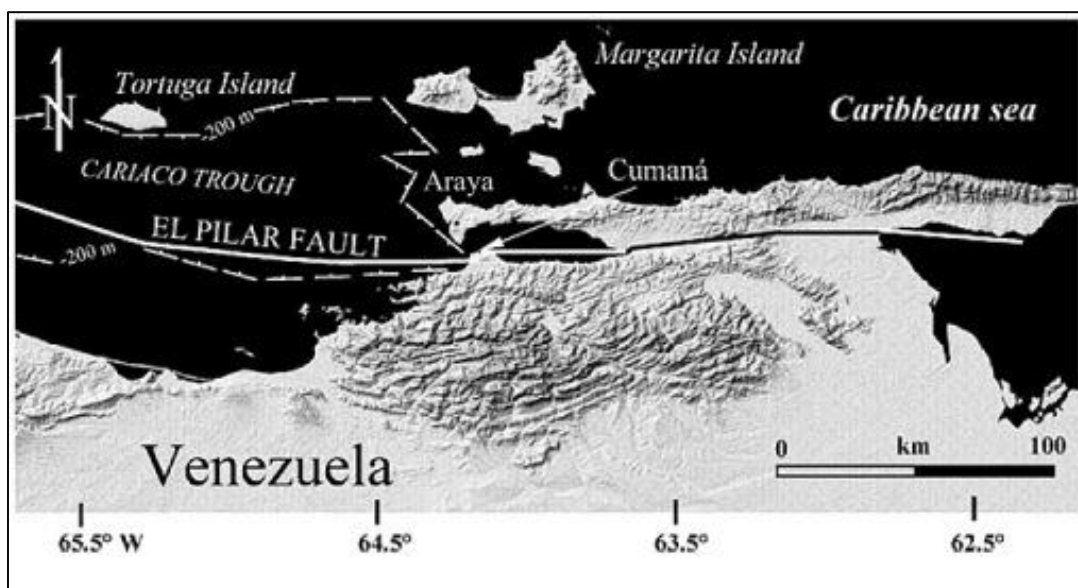 Margarita Island
Tortuga Island
N
-200 m
Caribbean sea
CARIACO TROUGH
Araya
Cumaná
EL PILAR FAULT
-200 m
Venezuela
0 km 100
65.5° W 64.5° 63.5° 62.5°